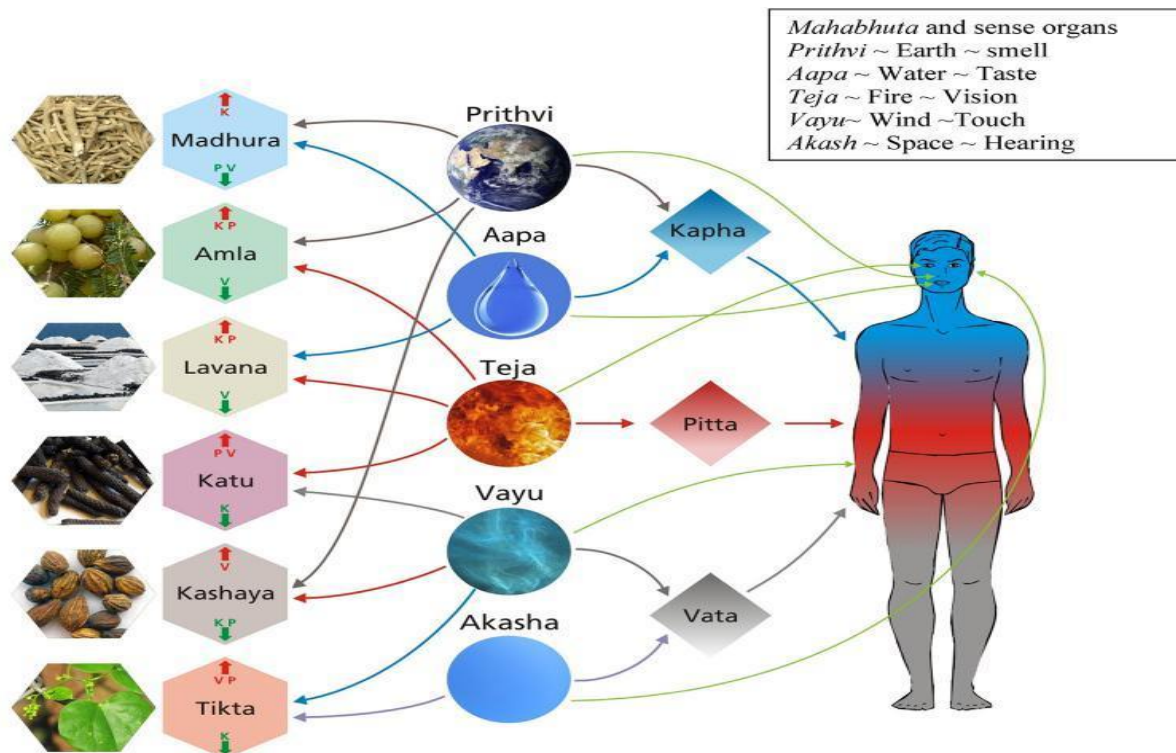 Mahabhuta and sense organs
Prithvi ~ Earth ~ smell
Aapa ~ Water ~ Taste
Teja ~ Fire ~ Vision
Vayu~ Wind ~Touch
Akash ~ Space ~ Hearing
K
Madhura
P V
K P
Amla
V
K P
Lavana
V
P V
Katu
K
V
Kashaya
K P
V P
Tikta
K
Prithvi
Aapa
Teja
Vayu
Akasha
Kapha
Pitta
Vata